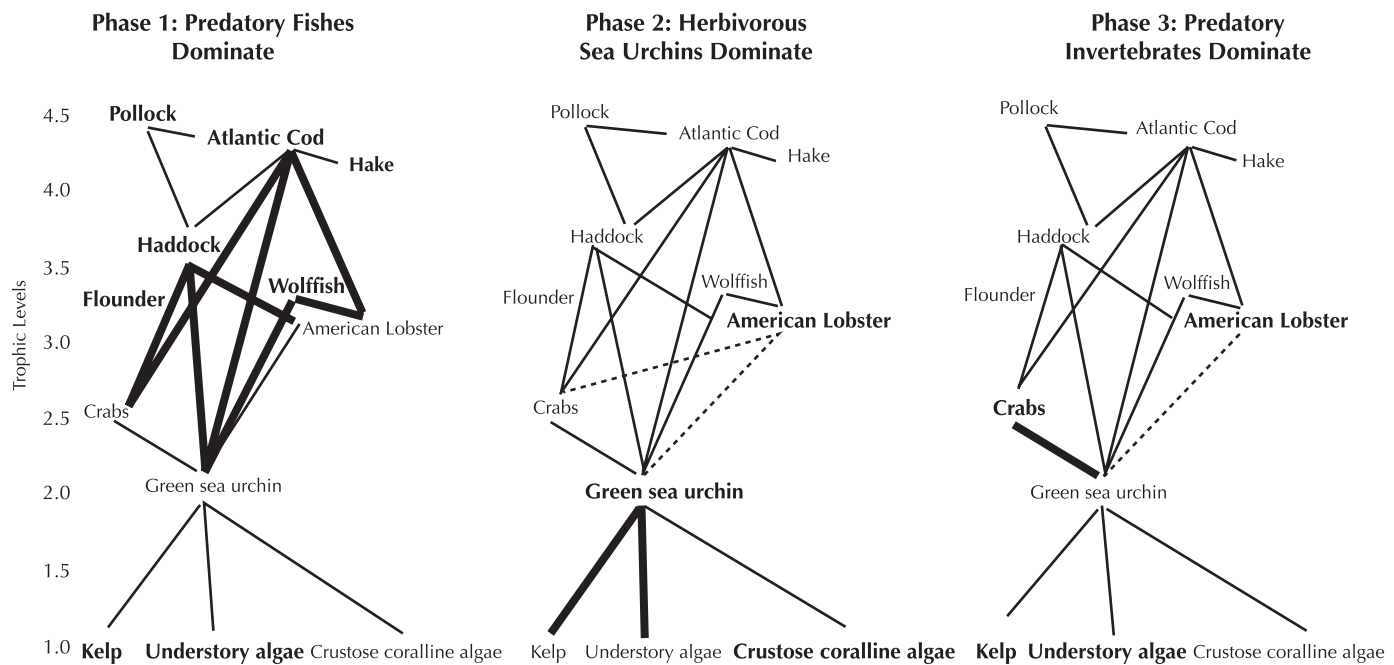 Phase 1: Predatory Fishes
Dominate
Phase 2: Herbivorous
Sea Urchins Dominate
Phase 3: Predatory
Invertebrates Dominate
Trophic Levels
4.5
4.0
3.5
3.0
2.5
2.0
1.5
1.0
Pollock
Atlantic Cod
Hake
Haddock
Wolffish
Flounder
American Lobster
Crabs
Green sea urchin
Kelp
Understory algae
Crustose coralline algae
Pollock
Atlantic Cod
Hake
Haddock
Wolffish
Flounder
American Lobster
Crabs
Green sea urchin
Kelp
Understory algae
Crustose coralline algae
Pollock
Atlantic Cod
Hake
Haddock
Wolffish
Flounder
American Lobster
Crabs
Green sea urchin
Kelp
Understory algae
Crustose coralline algae